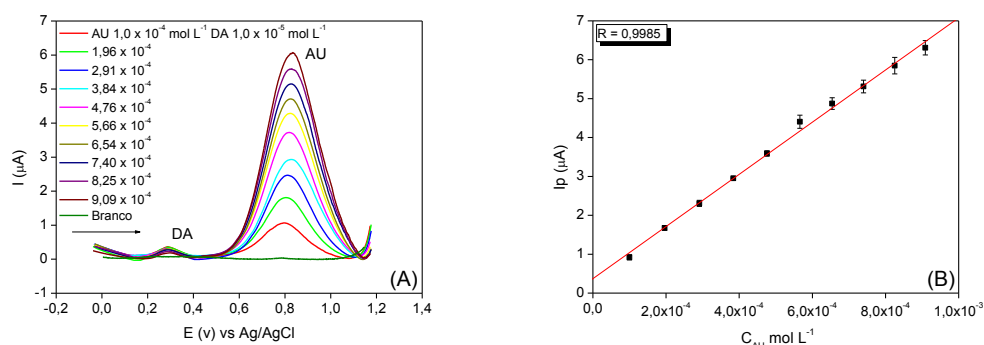 AU 1,0 x 10⁻⁴ mol L⁻¹ DA 1,0 x 10⁻⁵ mol L⁻¹
1,96 x 10⁻⁴
2,91 x 10⁻⁴
3,84 x 10⁻⁴
4,76 x 10⁻⁴
5,66 x 10⁻⁴
6,54 x 10⁻⁴
7,40 x 10⁻⁴
8,25 x 10⁻⁴
9,09 x 10⁻⁴
Branco
AU
DA
(A)
7
6
5
4
3
2
1
0
-1
I (μA)
-0,2 0,0 0,2 0,4 0,6 0,8 1,0 1,2 1,4
E (v) vs Ag/AgCl
R = 0,9985
(B)
7
6
5
4
3
2
1
0
Ip (μA)
0,0 2,0x10⁻⁴ 4,0x10⁻⁴ 6,0x10⁻⁴ 8,0x10⁻⁴ 1,0x10⁻³
C_AU mol L⁻¹